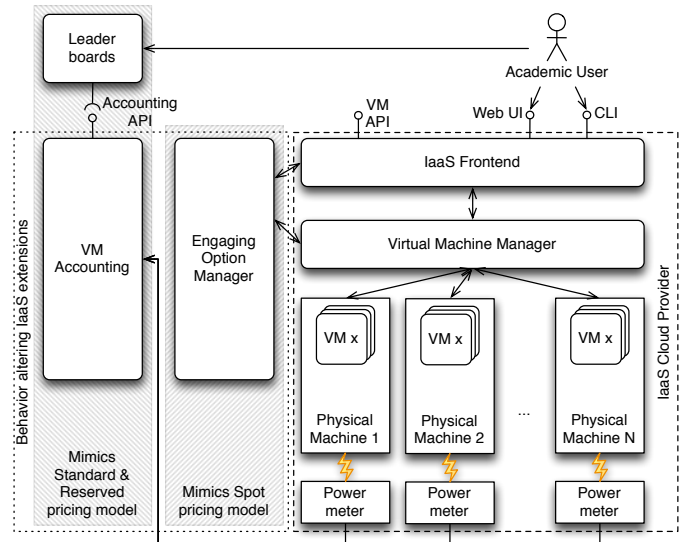 Leader
boards
Academic User
Accounting
API
VM
API
Web UI
CLI
IaaS Frontend
VM
Accounting
Engaging
Option
Manager
Virtual Machine Manager
Behavior altering IaaS extensions
IaaS Cloud Provider
VM x
VM x
VM x
Physical
Machine 1
Physical
Machine 2
...
Physical
Machine N
Mimics
Standard &
Reserved
pricing model
Mimics Spot
pricing model
Power
meter
Power
meter
Power
meter